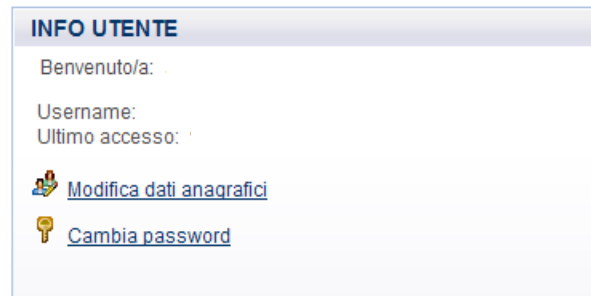 INFO UTENTE
Benvenuto/a:
Username:
Ultimo accesso:
Modifica dati anagrafici
Cambia password